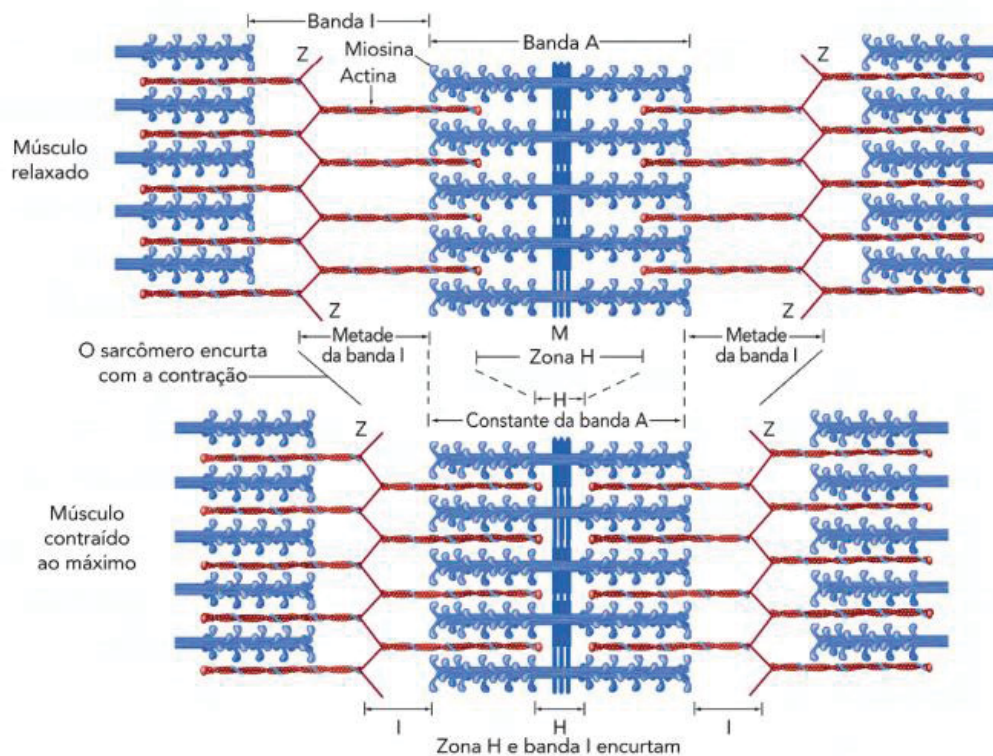 Banda I
Banda A
Miosina
Actina
Z
Z
Músculo
relaxado
Z
Z
M
Metade
da banda I
Zona H
Metade
da banda I
O sarcômero encurta
com a contração
H
Constante da banda A
Z
Z
Músculo
contraído
ao máximo
I
H
I
Zona H e banda I encurtam